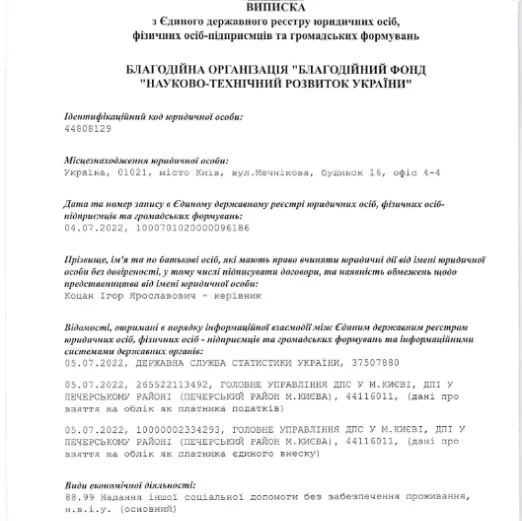 ВИПИСКА
з Єдиного державного реєстру юридичних осіб,
фізичних осіб-підприємців та громадських формувань
БЛАГОДІЙНА ОРГАНІЗАЦІЯ "БЛАГОДІЙНИЙ ФОНД
"НАУКОВО-ТЕХНІЧНИЙ РОЗВИТОК УКРАЇНИ"
Ідентифікаційний код юридичної особи:
44808129
Місцезнаходження юридичної особи:
Україна, 01021, місто Київ, вул.Мечнікова, будинок 16, офіс 4-4
Дата та номер запису в Єдиному державному реєстрі юридичних осіб, фізичних осіб-
підприємців та громадських формувань:
04.07.2022, 1000701020000096186
Прізвище, ім'я та по батькові осіб, які мають право вчиняти юридичні дії від імені юридичної
особи без довіреності, у тому числі підписувати договори, та наявність обмежень щодо
представництва від імені юридичної особи:
Коцан Ігор Ярославович - керівник
Відомості, отримані в порядку інформаційної взаємодії між Єдиним державним реєстром
юридичних осіб, фізичних осіб - підприємців та громадських формувань та інформаційними
системами державних органів:
05.07.2022, ДЕРЖАВНА СЛУЖБА СТАТИСТИКИ УКРАЇНИ, 37507880
05.07.2022, 265522113492, ГОЛОВНЕ УПРАВЛІННЯ ДПС У М.КИЄВІ, ДПІ У
ПЕЧЕРСЬКОМУ РАЙОНІ (ПЕЧЕРСЬКИЙ РАЙОН М.КИЄВА), 44116011, (дані про
взяття на облік як платника податків)
05.07.2022, 10000002334293, ГОЛОВНЕ УПРАВЛІННЯ ДПС У М.КИЄВІ, ДПІ У
ПЕЧЕРСЬКОМУ РАЙОНІ (ПЕЧЕРСЬКИЙ РАЙОН М.КИЄВА), 44116011, (дані про
взяття на облік як платника єдиного внеску)
Види економічної діяльності:
88.99 Надання іншої соціальної допомоги без забезпечення проживання,
н.в.і.у. (основний)